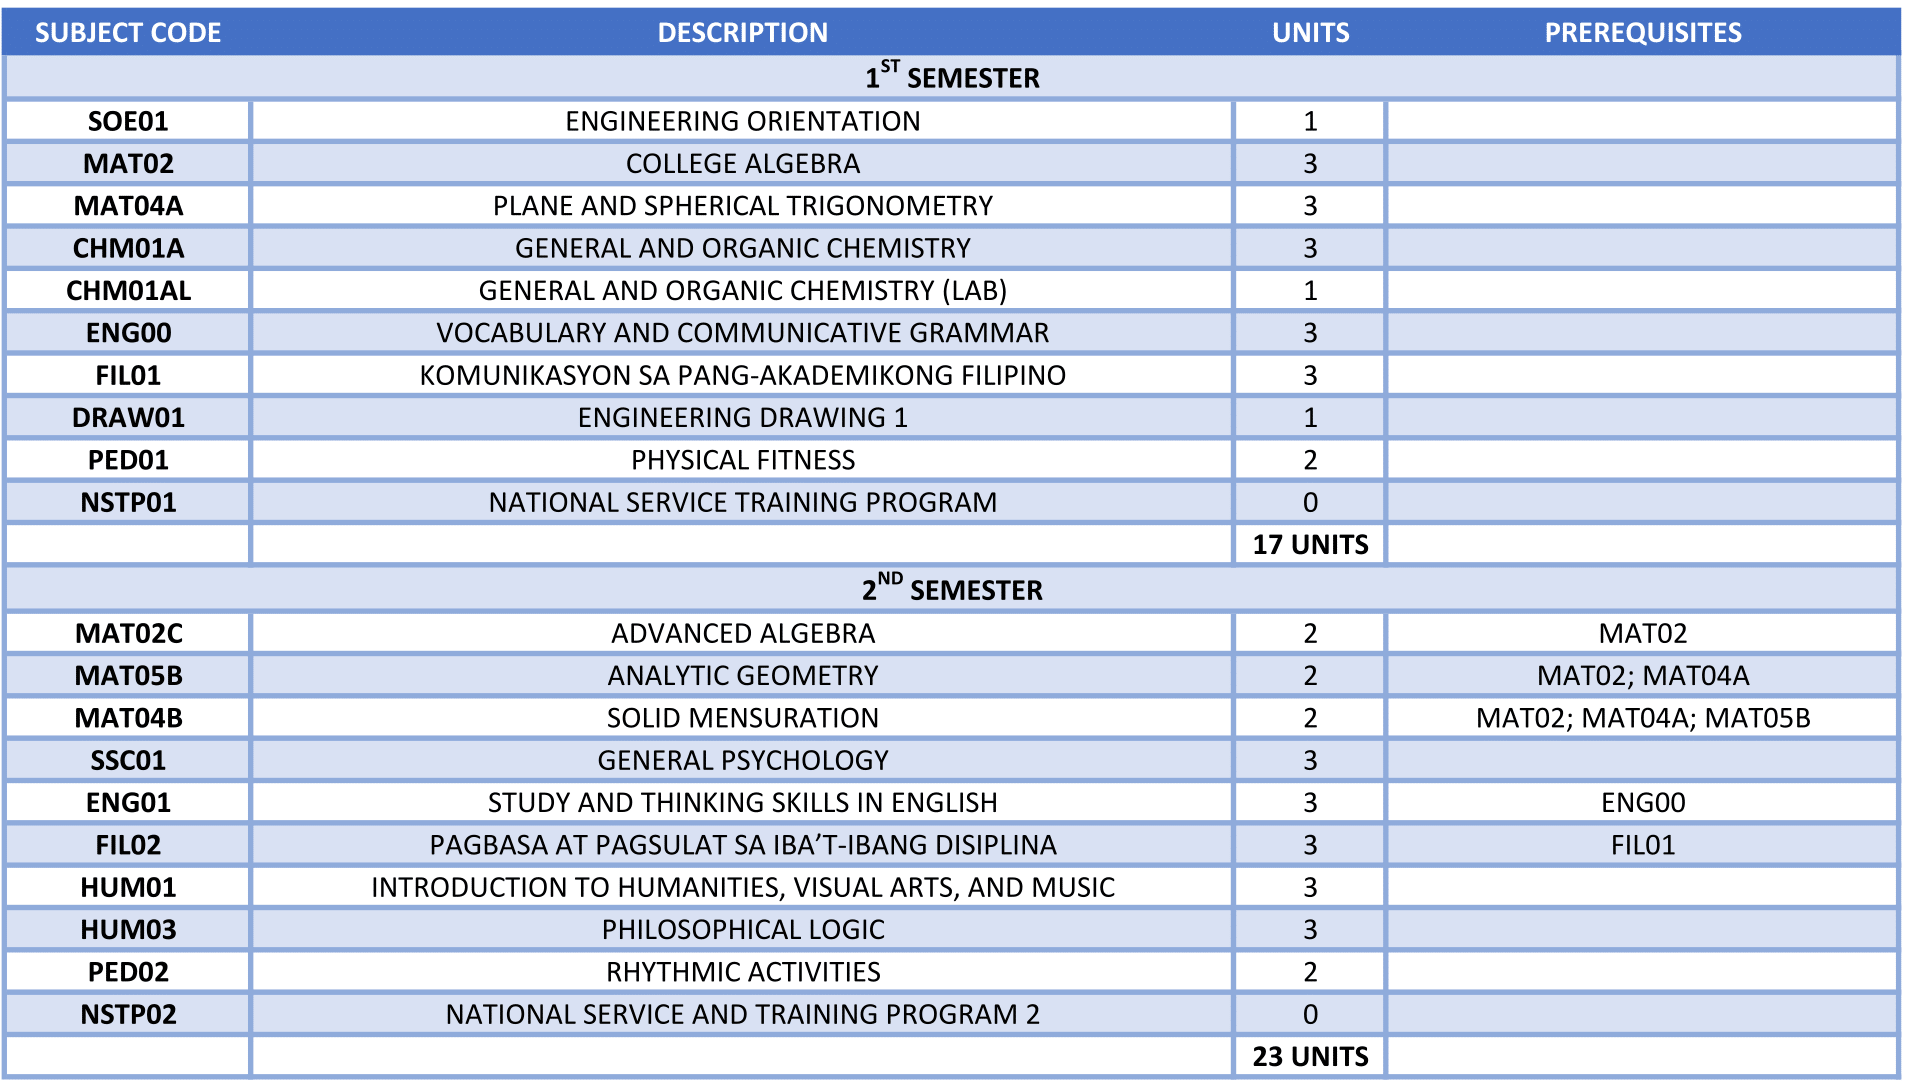 SUBJECT CODE DESCRIPTION UNITS PREREQUISITES
1ST SEMESTER
SOE01 ENGINEERING ORIENTATION 1
MAT02 COLLEGE ALGEBRA 3
MAT04A PLANE AND SPHERICAL TRIGONOMETRY 3
CHM01A GENERAL AND ORGANIC CHEMISTRY 3
CHM01AL GENERAL AND ORGANIC CHEMISTRY (LAB) 1
ENG00 VOCABULARY AND COMMUNICATIVE GRAMMAR 3
FIL01 KOMUNIKASYON SA PANG-AKADEMIKONG FILIPINO 3
DRAW01 ENGINEERING DRAWING 1 1
PED01 PHYSICAL FITNESS 2
NSTP01 NATIONAL SERVICE TRAINING PROGRAM 0
17 UNITS
2ND SEMESTER
MAT02C ADVANCED ALGEBRA 2 MAT02
MAT05B ANALYTIC GEOMETRY 2 MAT02; MAT04A
MAT04B SOLID MENSURATION 2 MAT02; MAT04A; MAT05B
SSC01 GENERAL PSYCHOLOGY 3
ENG01 STUDY AND THINKING SKILLS IN ENGLISH 3 ENG00
FIL02 PAGBASA AT PAGSULAT SA IBA’T-IBANG DISIPLINA 3 FIL01
HUM01 INTRODUCTION TO HUMANITIES, VISUAL ARTS, AND MUSIC 3
HUM03 PHILOSOPHICAL LOGIC 3
PED02 RHYTHMIC ACTIVITIES 2
NSTP02 NATIONAL SERVICE AND TRAINING PROGRAM 2 0
23 UNITS